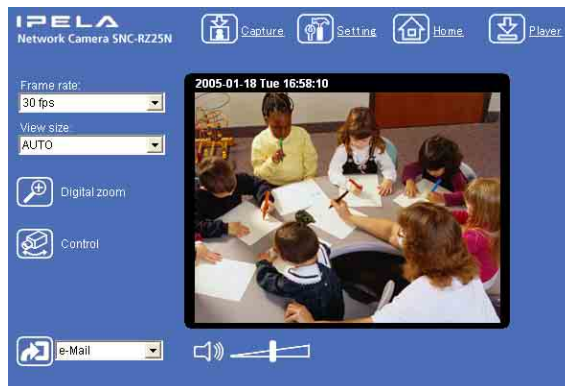 IPELA
Network Camera SNC-RZ25N
Capture
Setting
Home
Player
Frame rate:
30 fps
View size:
AUTO
Digital zoom
Control
2005-01-18 Tue 16:58:10
e-Mail